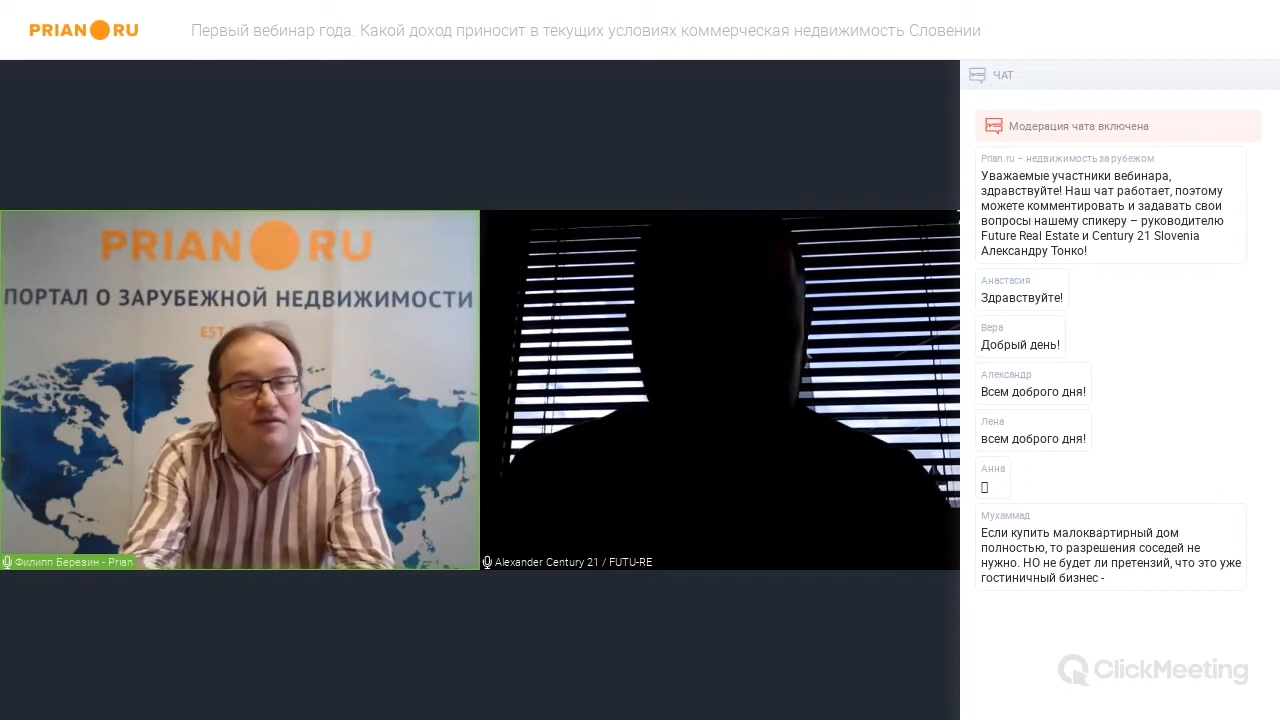 PRIAN RU
Первый вебинар года. Какой доход приносит в текущих условиях коммерческая недвижимость Словении
ЧАТ
Модерация чата включена
Prian.ru – недвижимость за рубежом
Уважаемые участники вебинара,
здравствуйте! Наш чат работает, поэтому
можете комментировать и задавать свои
вопросы нашему спикеру – руководителю
Future Real Estate и Century 21 Slovenia
Александру Тонко!
Анастасия
Здравствуйте!
Вера
Добрый день!
Александр
Всем доброго дня!
Лена
всем доброго дня!
Анна
Мухаммад
Если купить малоквартирный дом
полностью, то разрешения соседей не
нужно. НО не будет ли претензий, что это уже
гостиничный бизнес -
PRIAN RU
ПОРТАЛ О ЗАРУБЕЖНОЙ НЕДВИЖИМОСТИ
EST
Филипп Березин - Prian
Alexander Century 21 / FUTU-RE
ClickMeeting